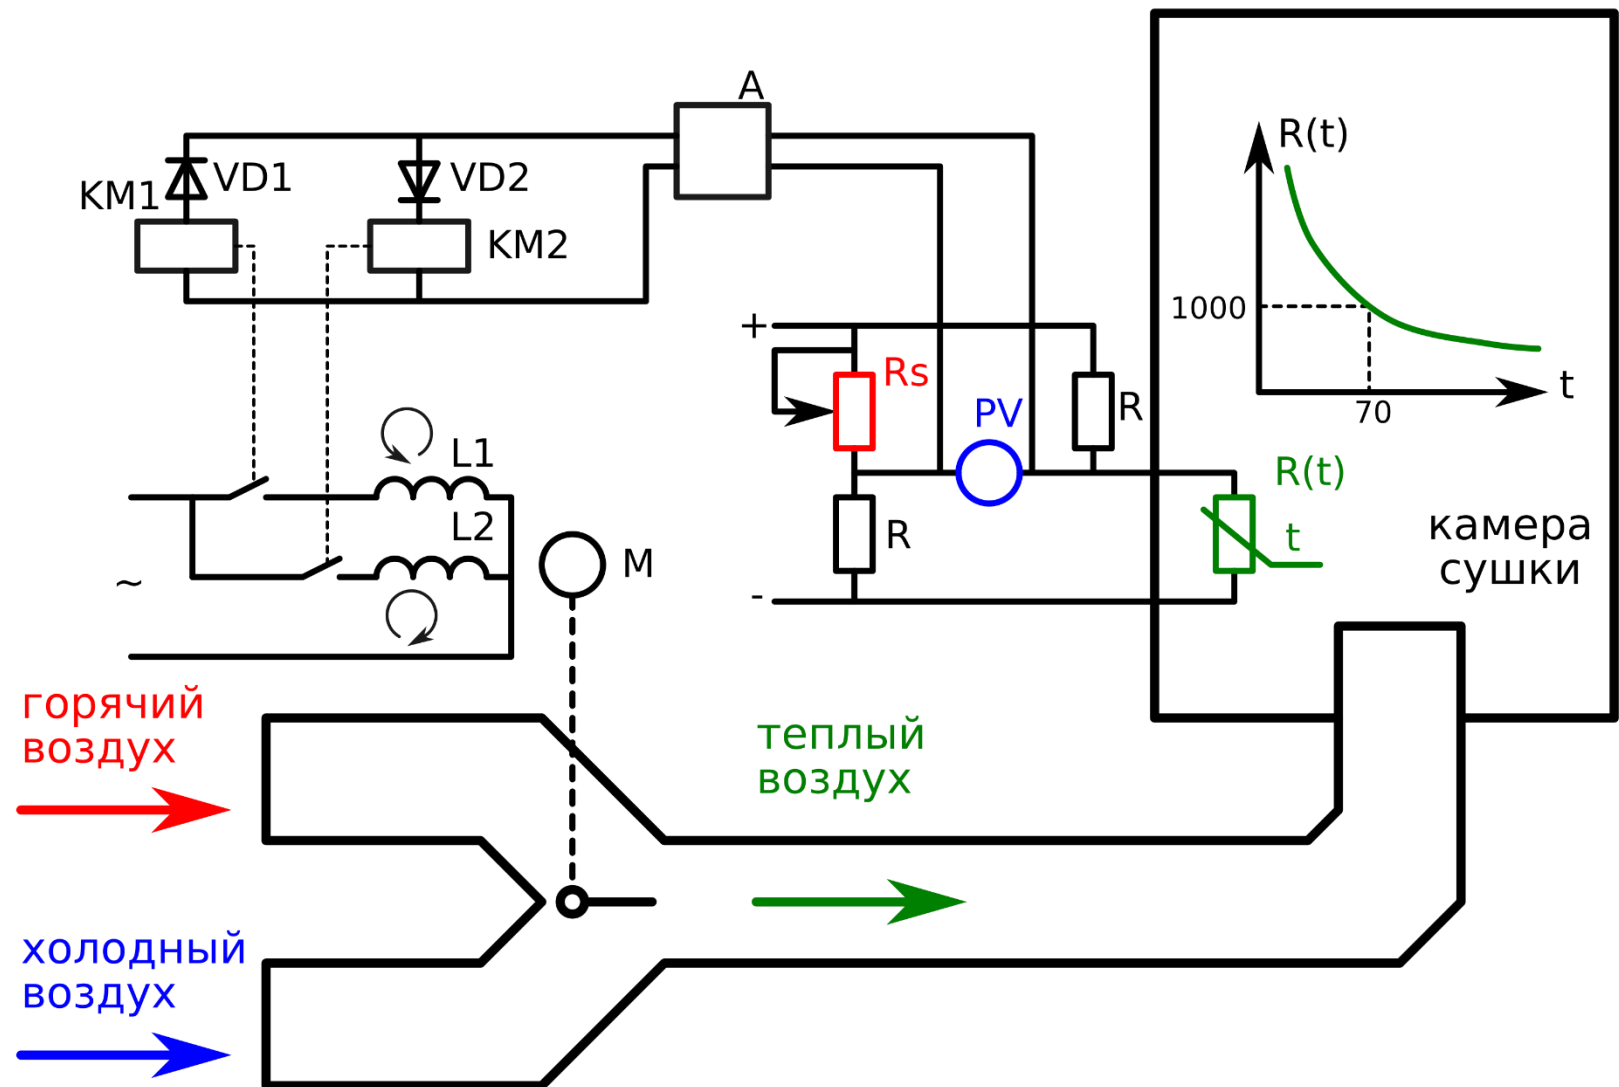 A
R(t)
KM1
VD1
VD2
KM2
1000
70
t
+
Rs
PV
R
L1
R(t)
L2
R
t
камера
сушки
M
~
-
горячий
воздух
теплый
воздух
холодный
воздух